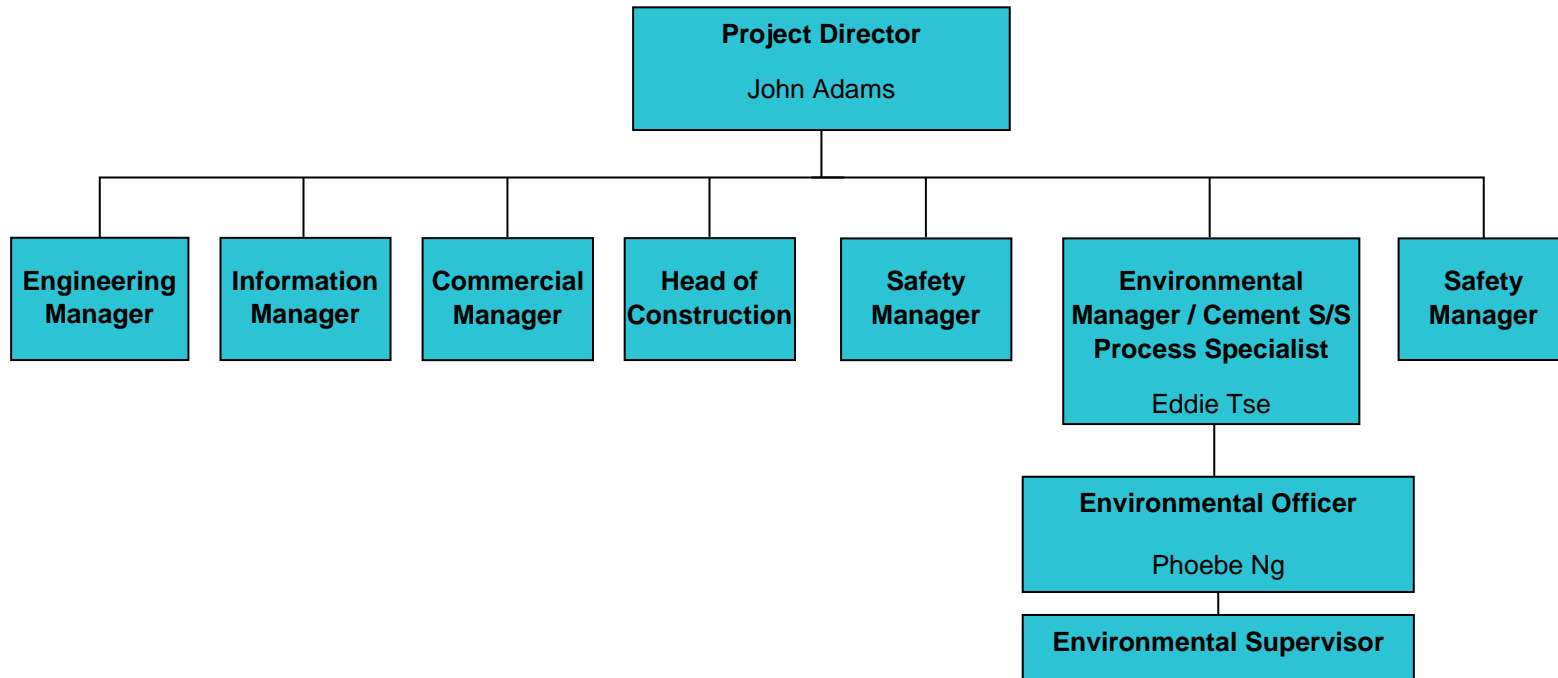 Project Director
John Adams
Engineering
Manager
Information
Manager
Commercial
Manager
Head of
Construction
Safety
Manager
Environmental
Manager / Cement S/S
Process Specialist
Eddie Tse
Safety
Manager
Environmental Officer
Phoebe Ng
Environmental Supervisor